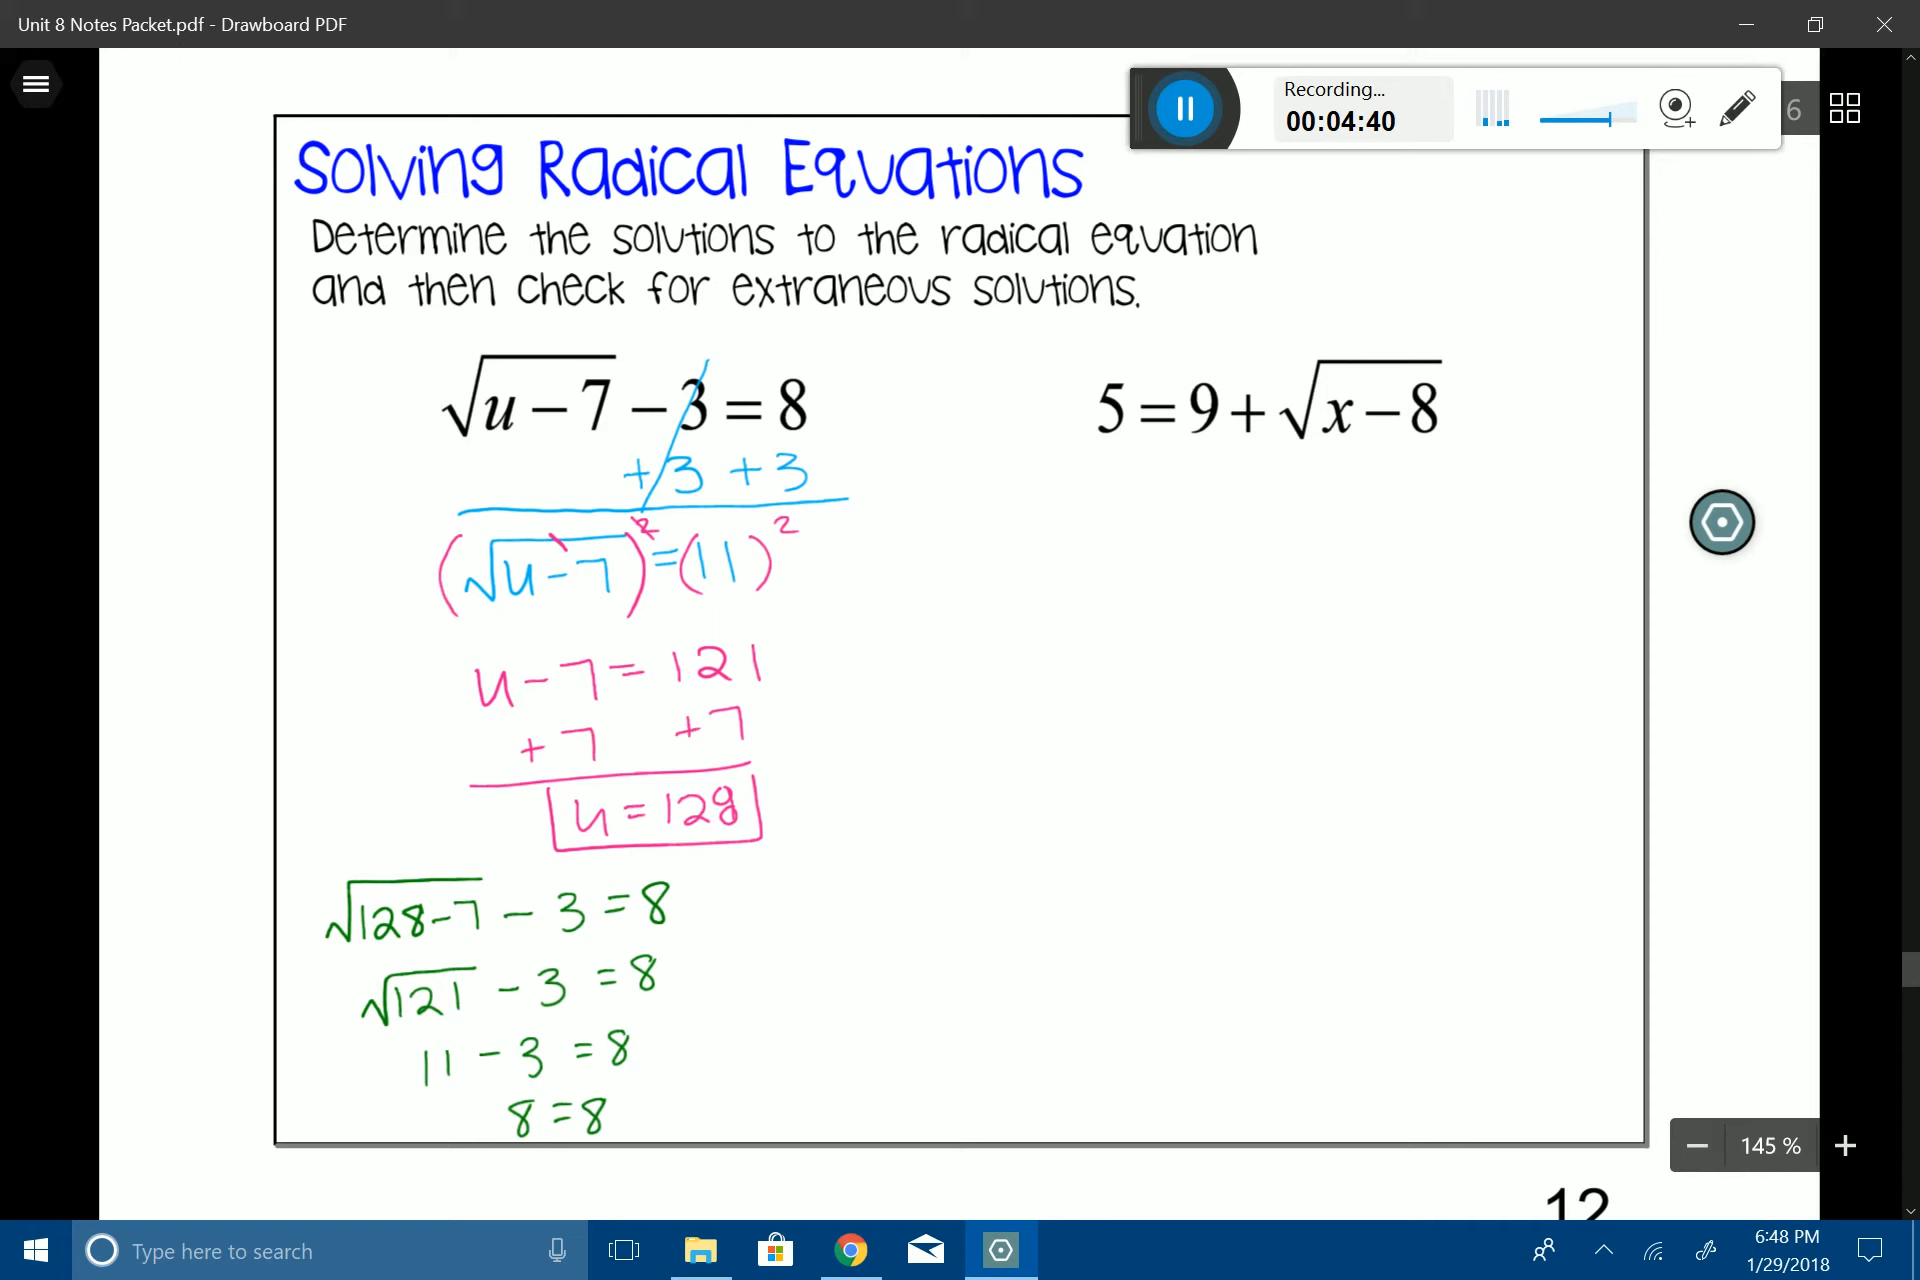 Unit 8 Notes Packet.pdf - Drawboard PDF
Recording...
00:04:40
6
Solving Radical Equations
Determine the solutions to the radical equation
and then check for extraneous solutions.
√(u − 7) − 3 = 8
+ 3 + 3
(√(u - 7))² = (11)²
u - 7 = 121
+ 7 + 7
u = 128
√(128 - 7) - 3 = 8
√121 - 3 = 8
11 - 3 = 8
8 = 8
5 = 9 + √(x − 8)
145 %
12
Type here to search
6:48 PM
1/29/2018